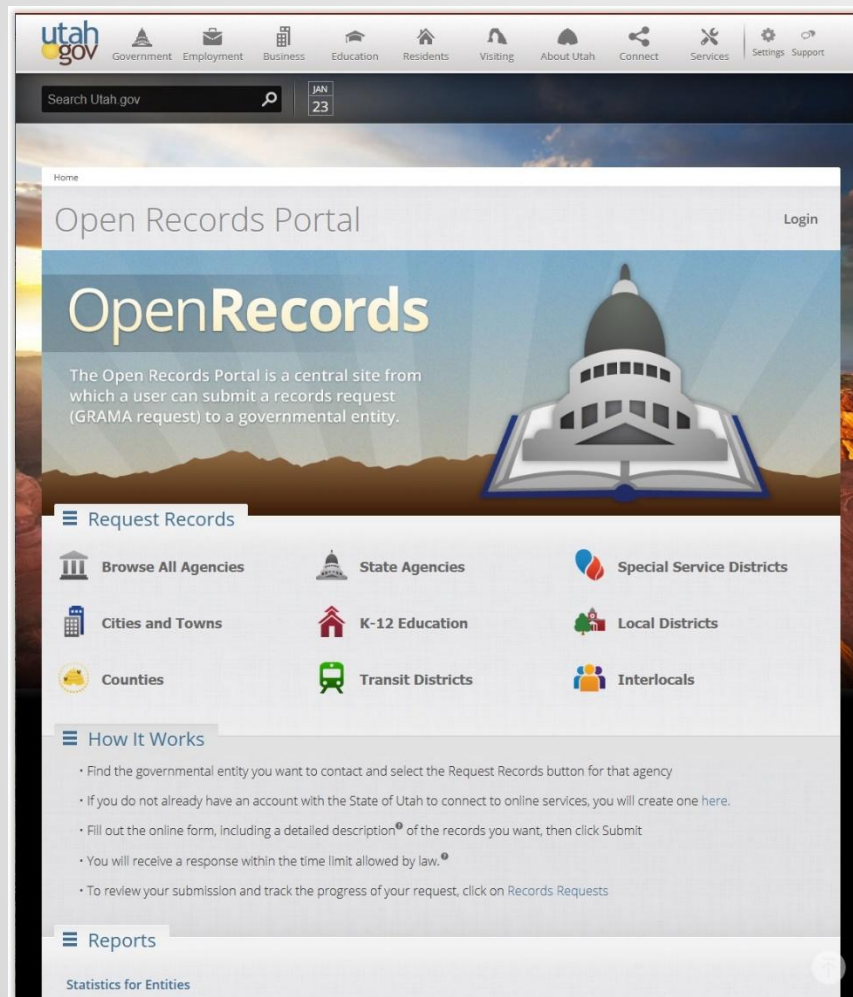 utah
gov
Government Employment Business Education Residents Visiting About Utah Connect Services Settings Support
Search Utah.gov
JAN
23
Home
Open Records Portal
Login
OpenRecords
The Open Records Portal is a central site from
which a user can submit a records request
(GRAMA request) to a governmental entity.
Request Records
Browse All Agencies State Agencies Special Service Districts
Cities and Towns K-12 Education Local Districts
Counties Transit Districts Interlocals
How It Works
• Find the governmental entity you want to contact and select the Request Records button for that agency
• If you do not already have an account with the State of Utah to connect to online services, you will create one here.
• Fill out the online form, including a detailed description of the records you want, then click Submit
• You will receive a response within the time limit allowed by law.
• To review your submission and track the progress of your request, click on Records Requests
Reports
Statistics for Entities